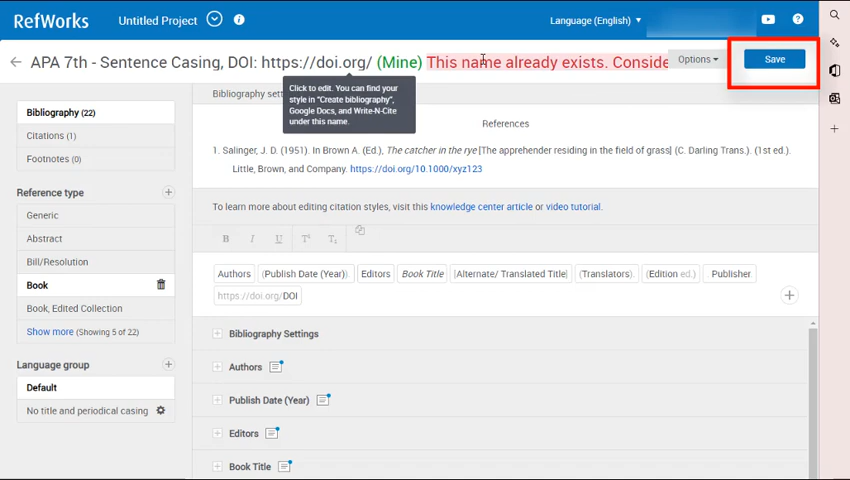 RefWorks
Untitled Project
Language (English)
APA 7th - Sentence Casing, DOI: https://doi.org/ (Mine) This name already exists. Conside
Options
Save
Click to edit. You can find your
style in "Create bibliography",
Google Docs, and Write-N-Cite
under this name.
Bibliography (22)
Citations (1)
Footnotes (0)
Reference type
Generic
Abstract
Bill/Resolution
Book
Book, Edited Collection
Show more (Showing 5 of 22)
Language group
Default
No title and periodical casing
Bibliography set
References
1. Salinger, J. D. (1951). In Brown A. (Ed.), The catcher in the rye [The apprehender residing in the field of grass] (C. Darling Trans.). (1st ed.).
Little, Brown, and Company. https://doi.org/10.1000/xyz123
To learn more about editing citation styles, visit this knowledge center article or video tutorial.
B I U T² T₂
Authors (Publish Date (Year)) Editors Book Title [Alternate/ Translated Title] (Translators). (Edition ed.) . Publisher
https://doi.org/DOI
Bibliography Settings
Authors
Publish Date (Year)
Editors
Book Title